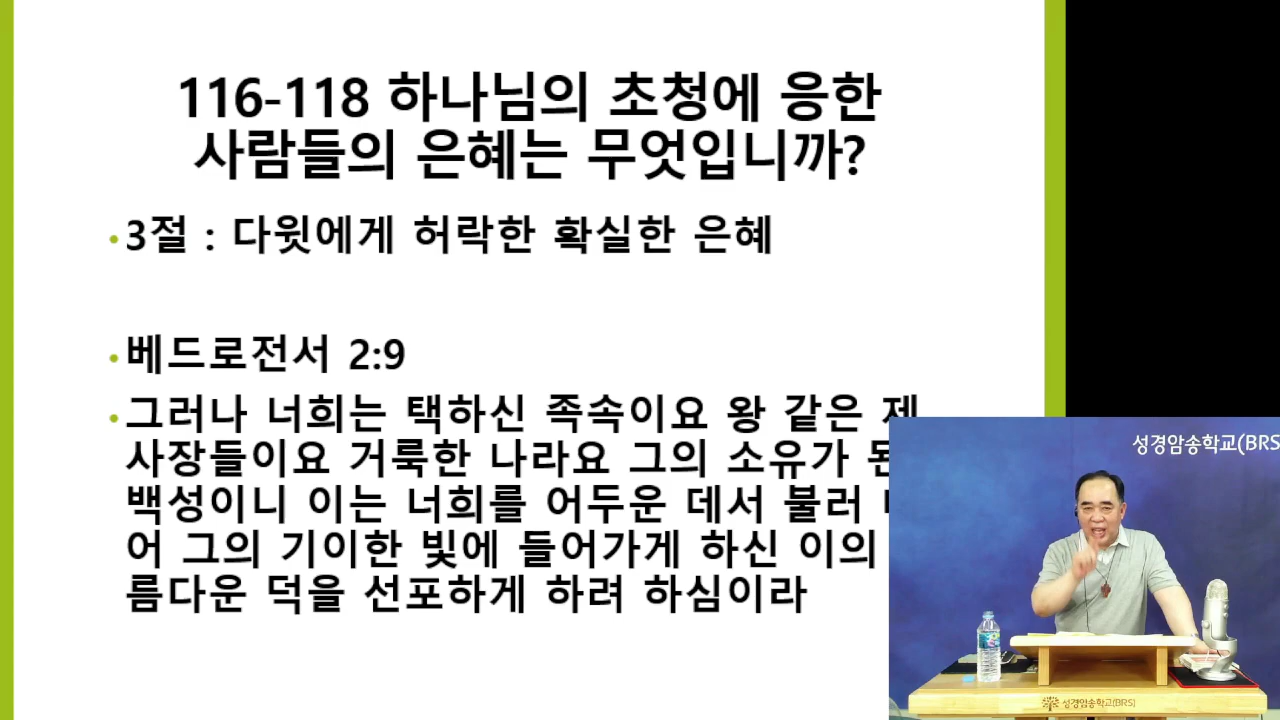 116-118 하나님의 초청에 응한
사람들의 은혜는 무엇입니까?
• 3절 : 다윗에게 허락한 확실한 은혜
• 베드로전서 2:9
• 그러나 너희는 택하신 족속이요 왕 같은 제
사장들이요 거룩한 나라요 그의 소유가
백성이니 이는 너희를 어두운 데서 불러
어 그의 기이한 빛에 들어가게 하신 이의
름다운 덕을 선포하게 하려 하심이라
성경암송학교(BRS
성경암송학교(BRS)